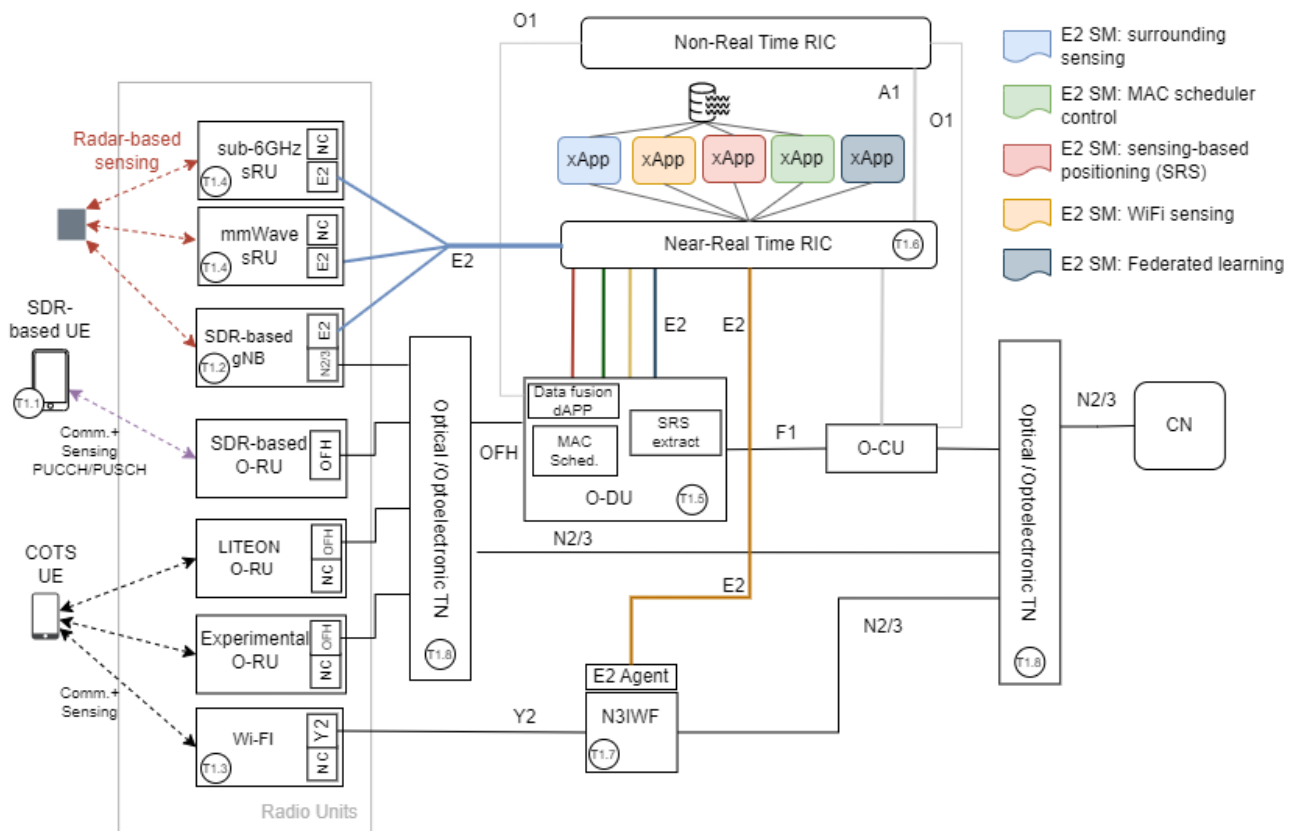 O1
Non-Real Time RIC
E2 SM: surrounding
sensing
A1
E2 SM: MAC scheduler
control
O1
Radar-based
sensing
sub-6GHz
sRU
NC
E2
T1.4
xApp
xApp
xApp
xApp
xApp
E2 SM: sensing-based
positioning (SRS)
mmWave
sRU
NC
E2
T1.4
E2
Near-Real Time RIC
T1.6
E2 SM: WiFi sensing
E2 SM: Federated learning
SDR-
based UE
T1.1
SDR-based
gNB
E2
N2/3
T1.2
E2
E2
Optical /Optoelectronic TN
T1.8
Data fusion
dAPP
MAC
Sched.
SRS
extract
O-DU
T1.5
OFH
F1
O-CU
Optical / Optoelectronic TN
T1.8
N2/3
CN
Comm.+
Sensing
PUCCH/PUSCH
SDR-based
O-RU
OFH
COTS
UE
LITEON
O-RU
OFH
NC
N2/3
E2
N2/3
Experimental
O-RU
OFH
NC
Comm.+
Sensing
Wi-FI
Y2
NC
T1.3
Y2
E2 Agent
N3IWF
T1.7
Radio Units